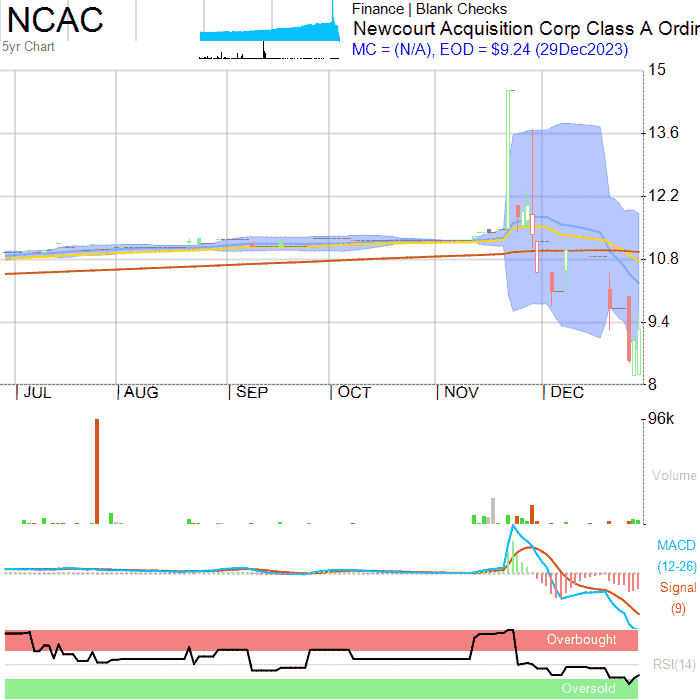 NCAC
5yr Chart
Finance | Blank Checks
Newcourt Acquisition Corp Class A Ordin
MC = (N/A), EOD = $9.24 (29Dec2023)
15
13.6
12.2
10.8
9.4
8
JUL AUG SEP OCT NOV DEC
96k
Volume
MACD
(12-26)
Signal
(9)
Overbought
RSI(14)
Oversold